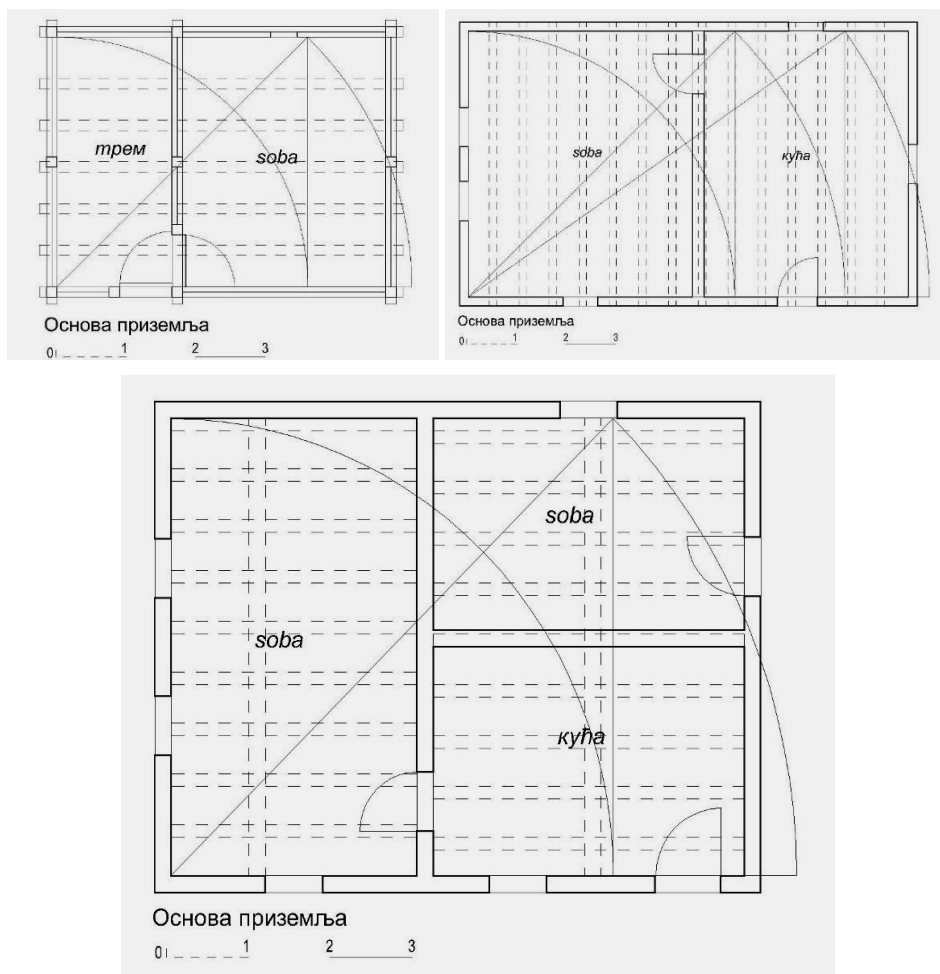 трем soba
Основа приземља
0 1 2 3
soba кућа
Основа приземља
0 1 2 3
soba
soba
кућа
Основа приземља
0 1 2 3